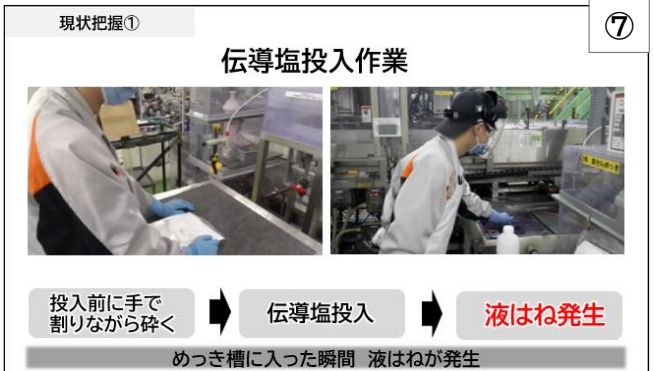 現状把握①
⑦
伝導塩投入作業
投入前に手で
割りながら砕く
伝導塩投入
液はね発生
めっき槽に入った瞬間 液はねが発生